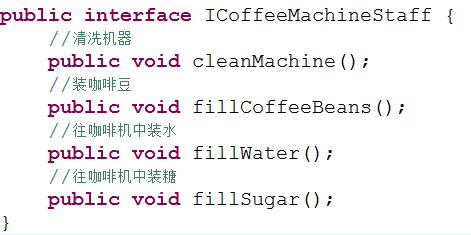 public interface ICoffeeMachineStaff {
//清洗机器
public void cleanMachine();
//装咖啡豆
public void fillCoffeeBeans();
//往咖啡机中装水
public void fillWater();
//往咖啡机中装糖
public void fillSugar();
}